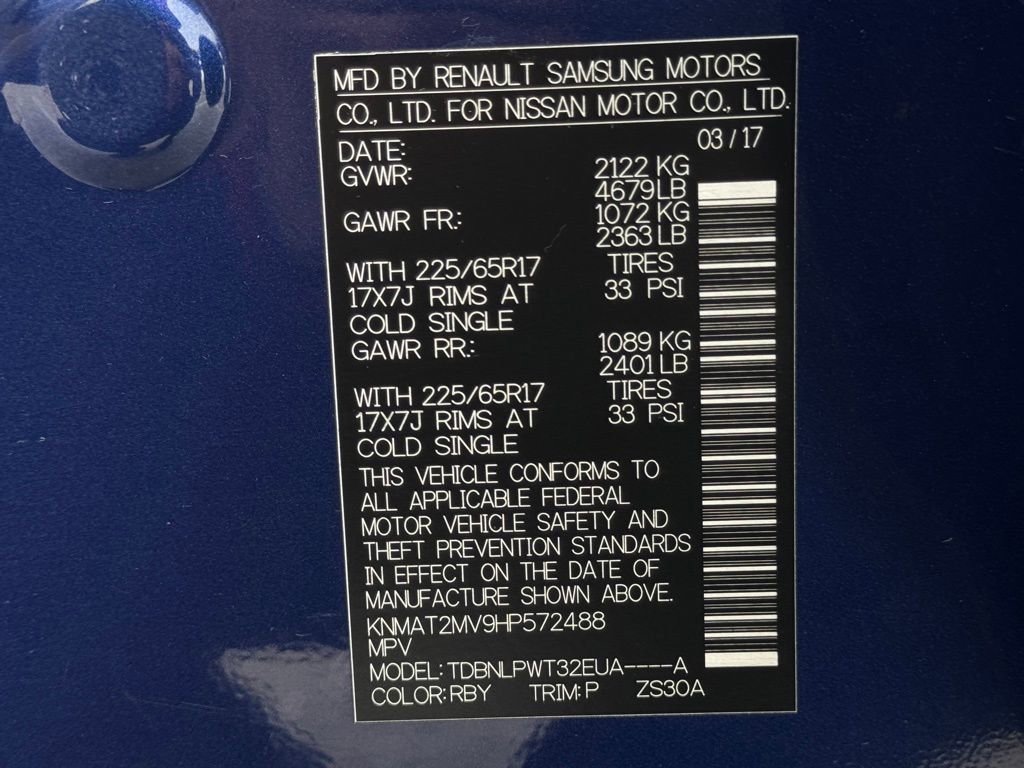 MFD BY RENAULT SAMSUNG MOTORS
CO., LTD. FOR NISSAN MOTOR CO., LTD.
DATE: 03 / 17
GVWR: 2122 KG
4679 LB
GAWR FR.: 1072 KG
2363 LB
WITH 225/65R17 TIRES
17X7J RIMS AT 33 PSI
COLD SINGLE
GAWR RR.: 1089 KG
2401 LB
WITH 225/65R17 TIRES
17X7J RIMS AT 33 PSI
COLD SINGLE
THIS VEHICLE CONFORMS TO
ALL APPLICABLE FEDERAL
MOTOR VEHICLE SAFETY AND
THEFT PREVENTION STANDARDS
IN EFFECT ON THE DATE OF
MANUFACTURE SHOWN ABOVE.
KNMAT2MV9HP572488
MPV
MODEL: TDBNLPWT32EUA----A
COLOR: RBY TRIM: P ZS30A